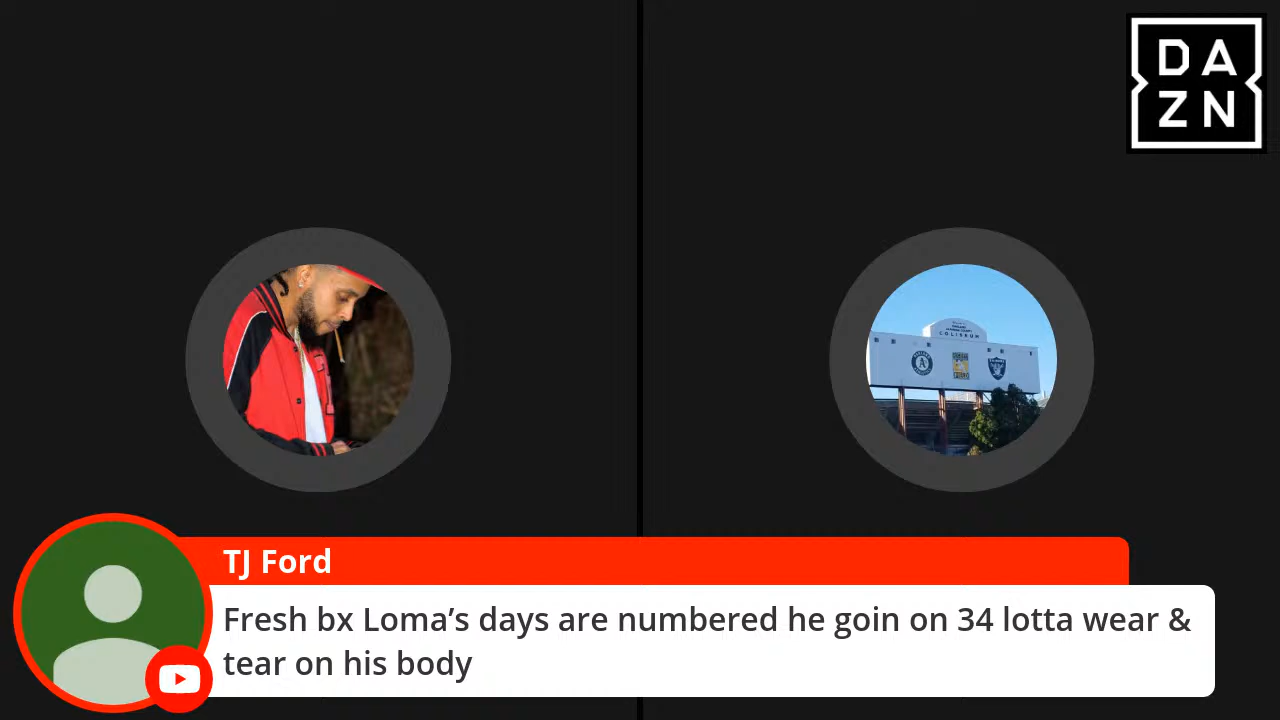 DA
ZN
COLISEUM
TJ Ford
Fresh bx Loma’s days are numbered he goin on 34 lotta wear &
tear on his body